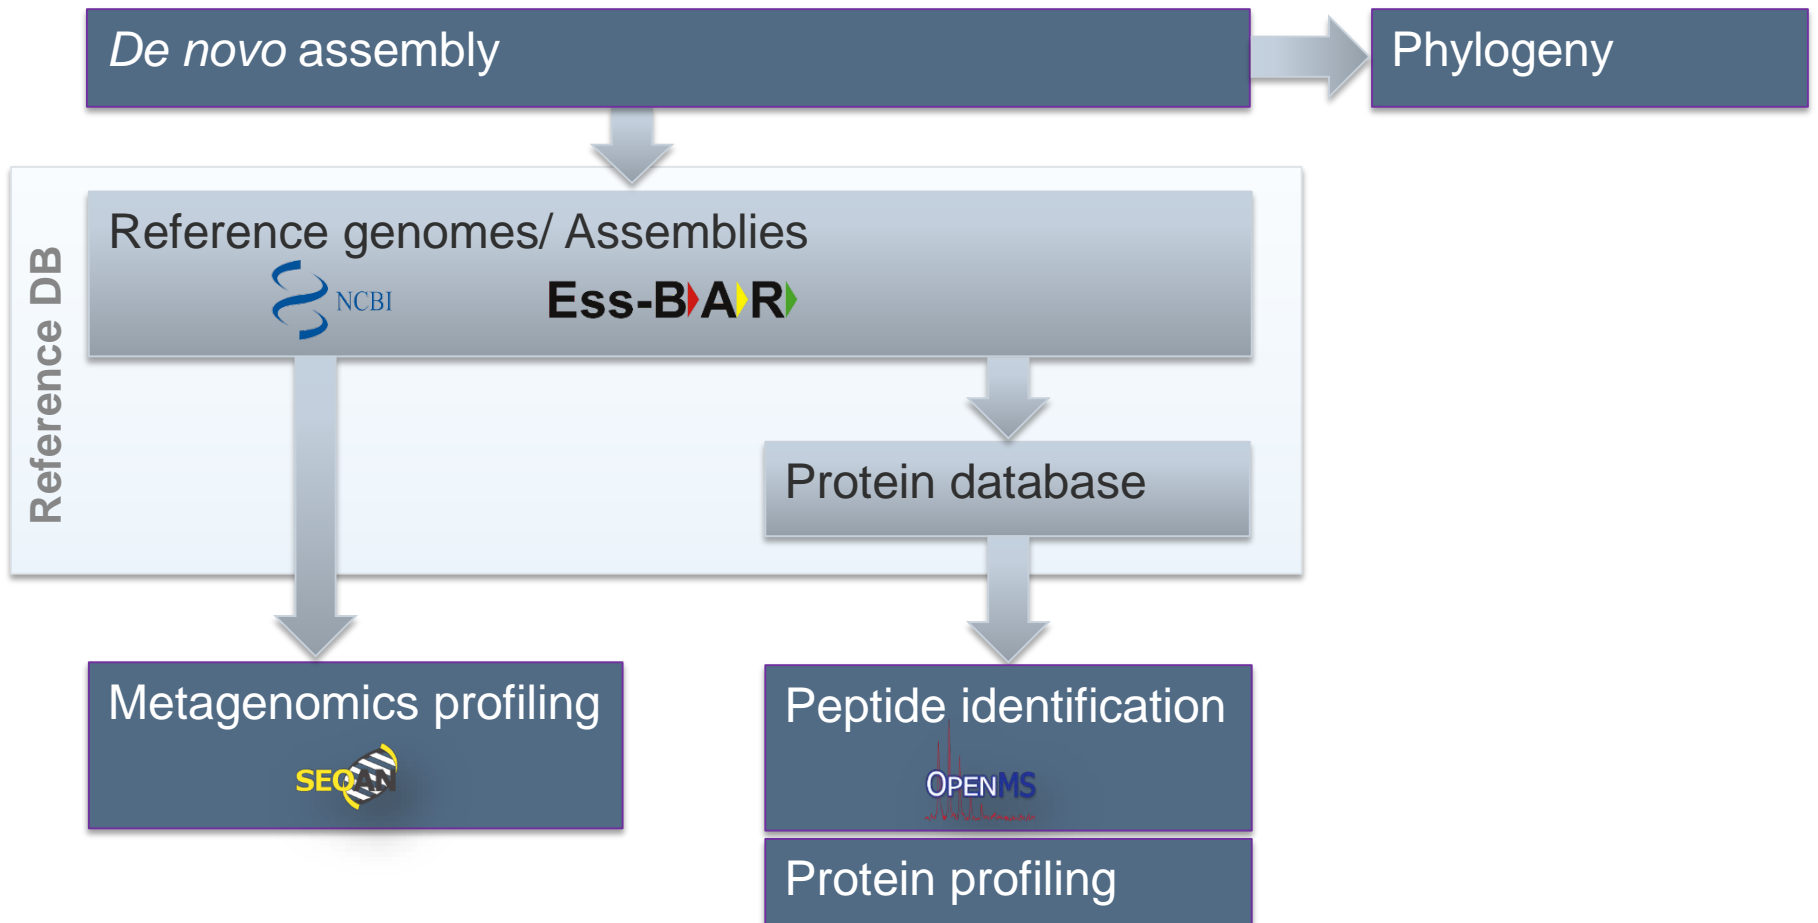 De novo assembly
Phylogeny
Reference DB
Reference genomes/ Assemblies
NCBI
Ess-BAR
Protein database
Metagenomics profiling
SEQAN
Peptide identification
OPENMS
Protein profiling